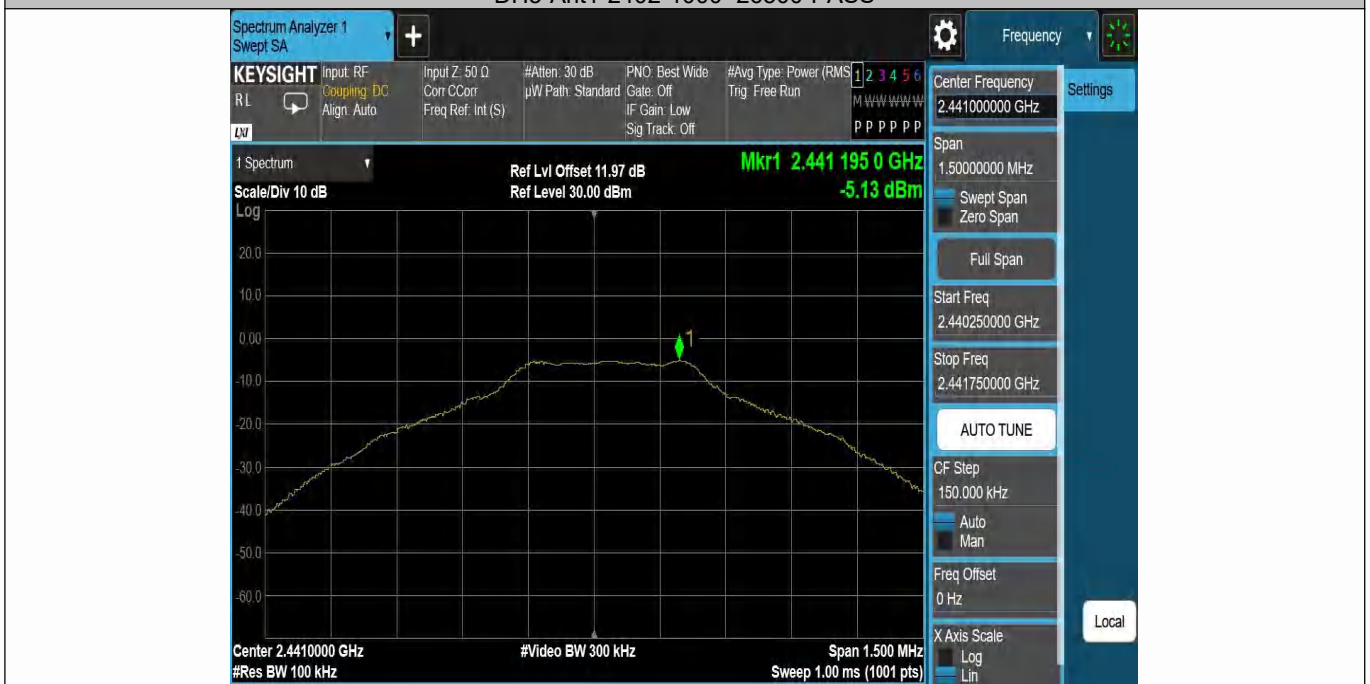 Spectrum Analyzer 1
Swept SA
+
Frequency
KEYSIGHT
RL
LXI
Input: RF
Coupling: DC
Align: Auto
Input Z: 50 Ω
Corr CCorr
Freq Ref: Int (S)
#Atten: 30 dB
µW Path: Standard
PNO: Best Wide
Gate: Off
IF Gain: Low
Sig Track: Off
#Avg Type: Power (RMS
Trig: Free Run
1 2 3 4 5 6
M W W W W W
P P P P P P
Center Frequency
2.441000000 GHz
Settings
Span
1.50000000 MHz
Swept Span
Zero Span
Full Span
Start Freq
2.440250000 GHz
Stop Freq
2.441750000 GHz
AUTO TUNE
CF Step
150.000 kHz
Auto
Man
Freq Offset
0 Hz
X Axis Scale
Log
Lin
Local
1 Spectrum
Scale/Div 10 dB
Ref Lvl Offset 11.97 dB
Ref Level 30.00 dBm
Mkr1 2.441 195 0 GHz
-5.13 dBm
Log
20.0
10.0
0.00
-10.0
-20.0
-30.0
-40.0
-50.0
-60.0
1
Center 2.4410000 GHz
#Video BW 300 kHz
Span 1.500 MHz
#Res BW 100 kHz
Sweep 1.00 ms (1001 pts)